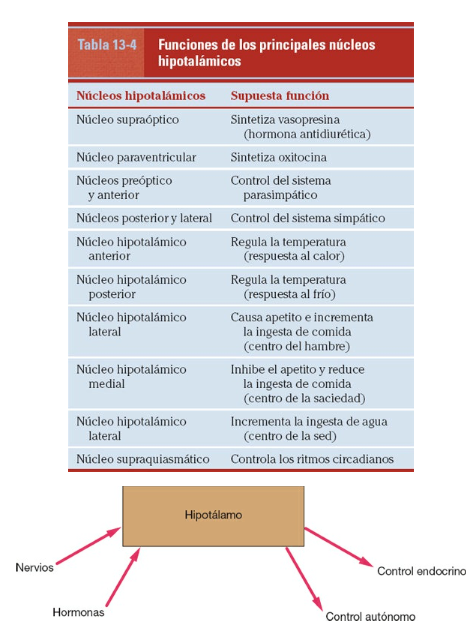 Tabla 13-4
Funciones de los principales núcleos
hipotalámicos
Núcleos hipotalámicos Supuesta función
Núcleo supraóptico Sintetiza vasopresina
(hormona antidiurética)
Núcleo paraventricular Sintetiza oxitocina
Núcleos preóptico Control del sistema
y anterior parasimpático
Núcleos posterior y lateral Control del sistema simpático
Núcleo hipotalámico Regula la temperatura
anterior (respuesta al calor)
Núcleo hipotalámico Regula la temperatura
posterior (respuesta al frío)
Núcleo hipotalámico Causa apetito e incrementa
lateral la ingesta de comida
(centro del hambre)
Núcleo hipotalámico Inhibe el apetito y reduce
medial la ingesta de comida
(centro de la saciedad)
Núcleo hipotalámico Incrementa la ingesta de agua
lateral (centro de la sed)
Núcleo supraquiasmático Controla los ritmos circadianos
Hipotálamo
Nervios
Control endocrino
Hormonas
Control autónomo